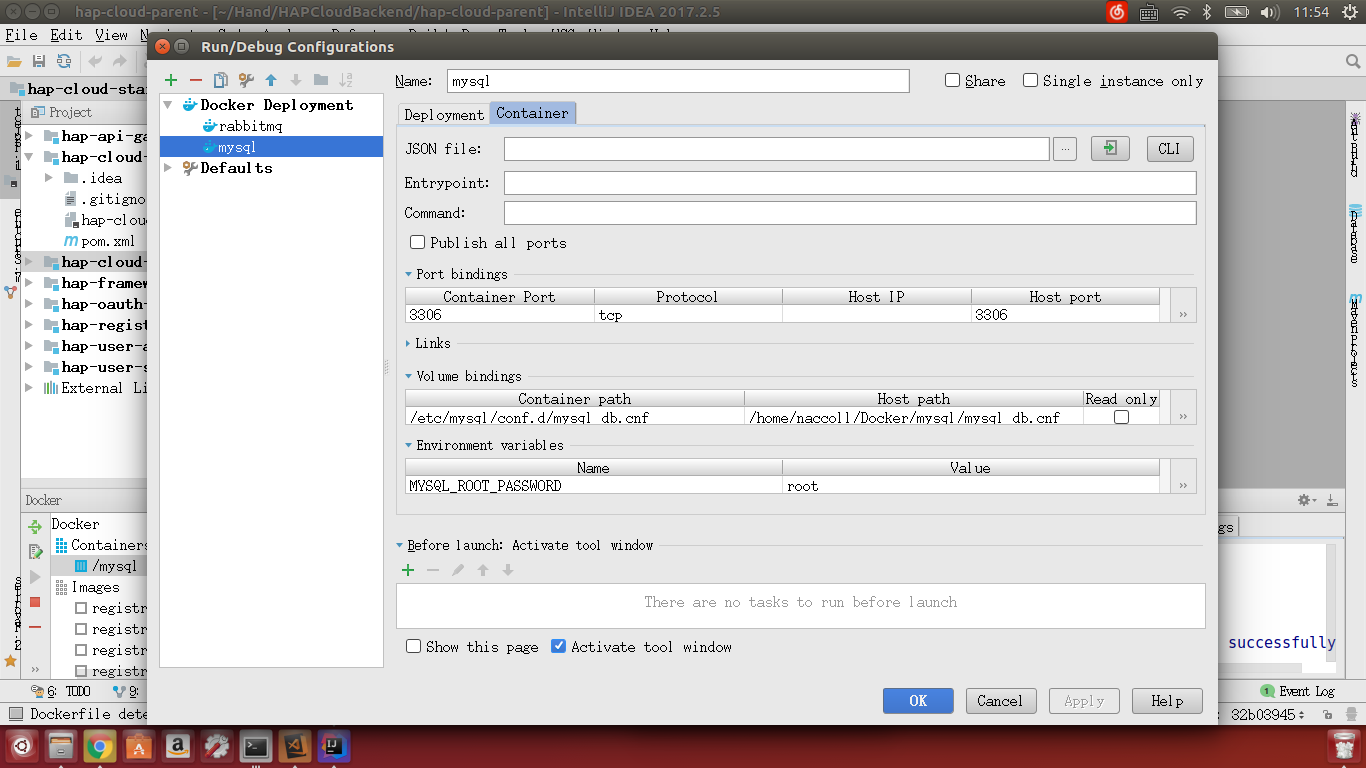 hap-cloud-parent - [~/Hand/HAPCloudBackend/hap-cloud-parent] - IntelliJ IDEA 2017.2.5
11:54
File Edit View
Run/Debug Configurations
hap-cloud-sta
Project
hap-api-ga
hap-cloud-
.idea
.gitigno
hap-clou
pom.xml
hap-cloud-
hap-framew
hap-oauth-
hap-regist
hap-user-a
hap-user-s
External Li
Docker Deployment
rabbitmq
mysql
Defaults
Name: mysql
Share
Single instance only
Deployment
Container
JSON file:
...
CLI
Entrypoint:
Command:
Publish all ports
Port bindings
Container Port Protocol Host IP Host port
3306 tcp 3306
Links
Volume bindings
Container path Host path Read only
/etc/mysql/conf.d/mysql_db.cnf /home/naccoll/Docker/mysql/mysql_db.cnf
Environment variables
Name Value
MYSQL_ROOT_PASSWORD root
Before launch: Activate tool window
There are no tasks to run before launch
Show this page
Activate tool window
OK
Cancel
Apply
Help
Ant Build
Database
Maven Projects
Docker
Docker
Containers
/mysql
Images
registr
registr
registr
registr
gs
successfully
6: TODO
9:
1 Event Log
Dockerfile dete
32b03945